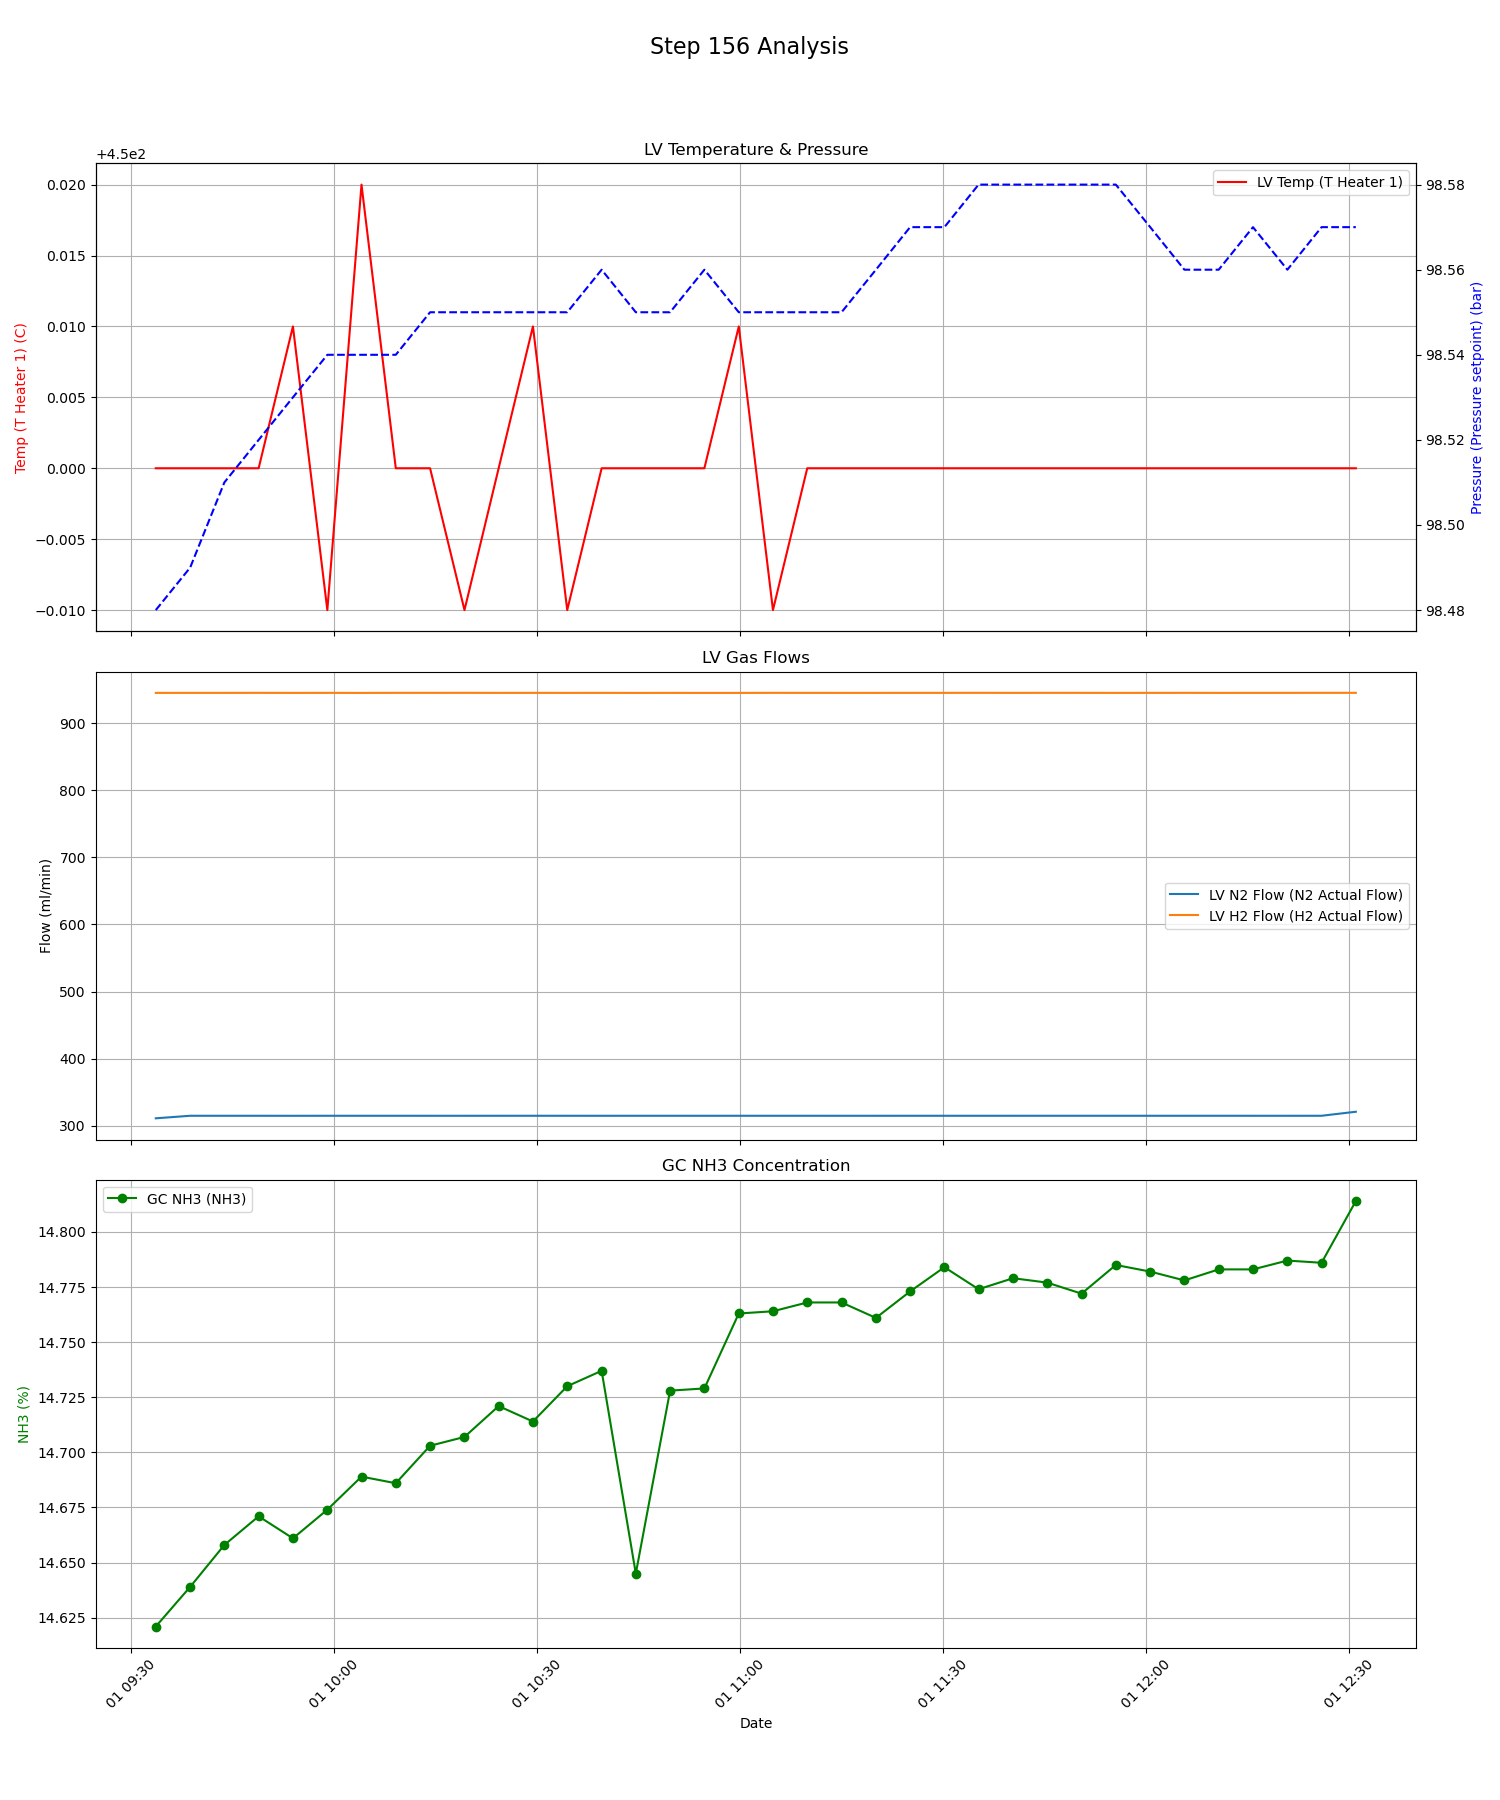 Step 156 Analysis
LV Temperature & Pressure
+4.5e2
0.020
0.015
0.010
0.005
0.000
−0.005
−0.010
Temp (T Heater 1) (C)
LV Temp (T Heater 1)
98.58
98.56
98.54
98.52
98.50
98.48
Pressure (Pressure setpoint) (bar)
LV Gas Flows
900
800
700
600
500
400
300
Flow (ml/min)
LV N2 Flow (N2 Actual Flow)
LV H2 Flow (H2 Actual Flow)
GC NH3 Concentration
GC NH3 (NH3)
14.800
14.775
14.750
14.725
14.700
14.675
14.650
14.625
NH3 (%)
01 09:30
01 10:00
01 10:30
01 11:00
01 11:30
01 12:00
01 12:30
Date